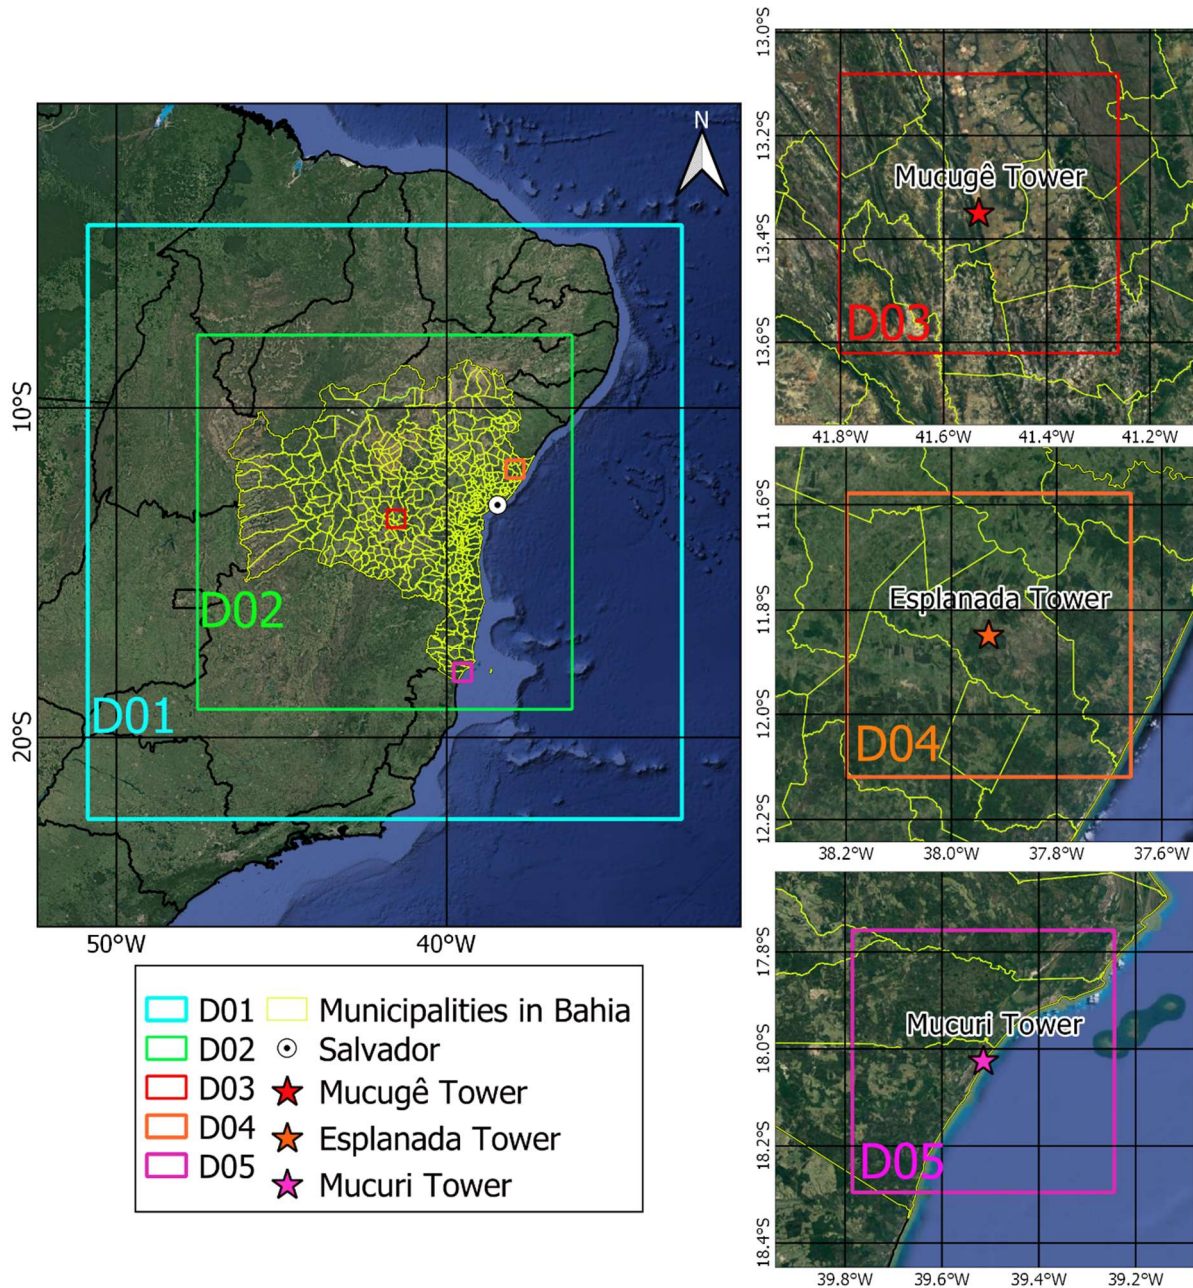 N
10°S
20°S
50°W
40°W
D01
D02
13.0°S
13.2°S
13.4°S
13.6°S
Mucugê Tower
D03
41.8°W
41.6°W
41.4°W
41.2°W
11.6°S
11.8°S
12.0°S
12.2°S
Esplanada Tower
D04
38.2°W
38.0°W
37.8°W
37.6°W
17.8°S
18.0°S
18.2°S
18.4°S
Mucuri Tower
D05
39.8°W
39.6°W
39.4°W
39.2°W
D01
D02
D03
D04
D05
Municipalities in Bahia
Salvador
Mucugê Tower
Esplanada Tower
Mucuri Tower